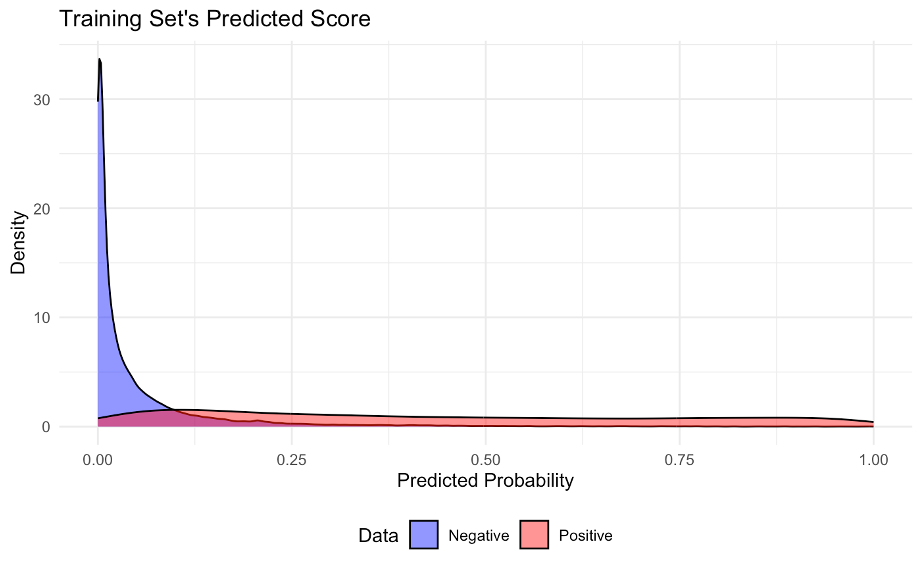 Training Set's Predicted Score
Density
30
20
10
0
0.00 0.25 0.50 0.75 1.00
Predicted Probability
Data Negative Positive